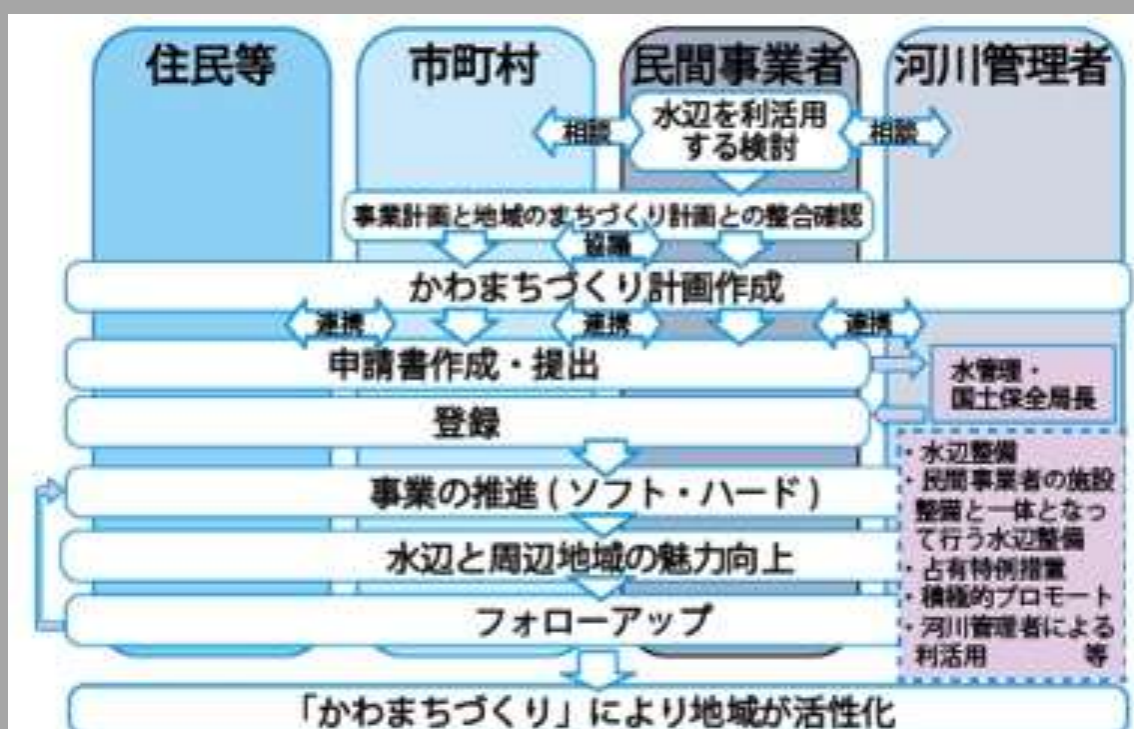 住民等
市町村
民間事業者
河川管理者
相談
水辺を利活用
する検討
相談
事業計画と地域のまちづくり計画との整合確認
協議
かわまちづくり計画作成
連携
連携
連携
申請書作成・提出
水管理・
国土保全局長
登録
事業の推進(ソフト・ハード)
水辺と周辺地域の魅力向上
フォローアップ
・水辺整備
・民間事業者の施設
整備と一体となっ
て行う水辺整備
・占有特例措置
・積極的プロモート
・河川管理者による
利活用 等
「かわまちづくり」により地域が活性化